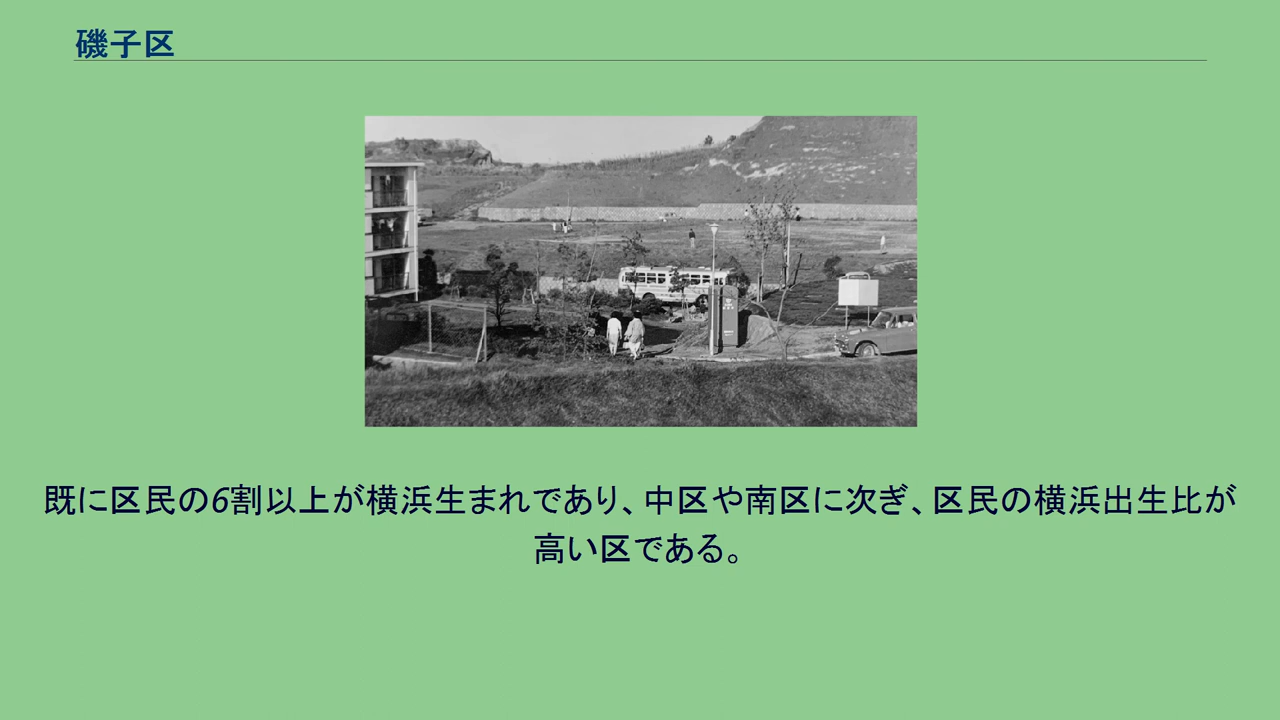 磯子区
既に区民の6割以上が横浜生まれであり、中区や南区に次ぎ、区民の横浜出生比が
高い区である。